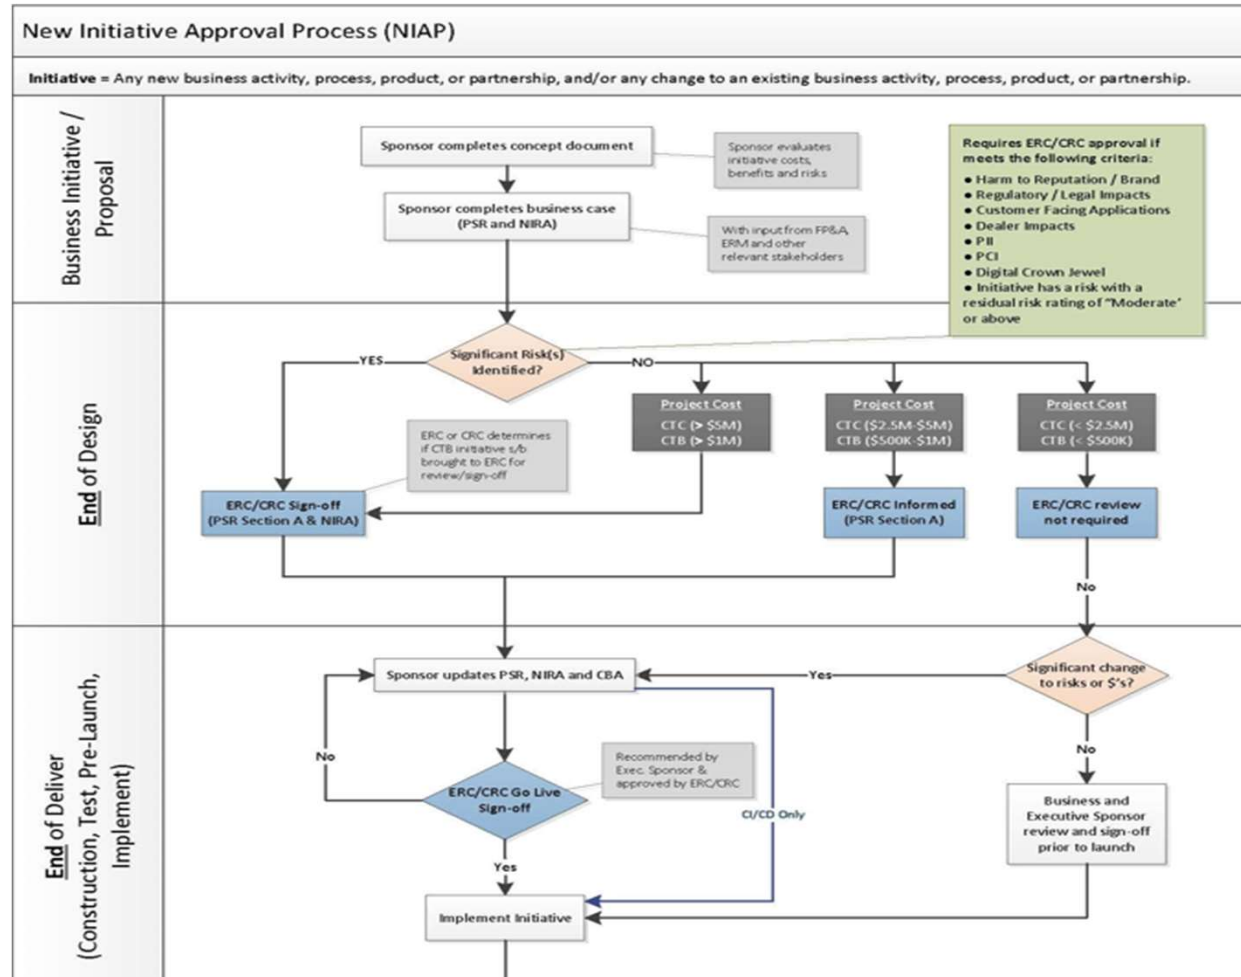 New Initiative Approval Process (NIAP)
Initiative = Any new business activity, process, product, or partnership, and/or any change to an existing business activity, process, product, or partnership.
Business Initiative /
Proposal
Sponsor completes concept document
Sponsor evaluates
initiative costs,
benefits and risks
Sponsor completes business case
(PSR and NIRA)
With input from FP&A,
ERM and other
relevant stakeholders
Requires ERC/CRC approval if
meets the following criteria:
● Harm to Reputation / Brand
● Regulatory / Legal Impacts
● Customer Facing Applications
● Dealer Impacts
● PII
● PCI
● Digital Crown Jewel
● Initiative has a risk with a
residual risk rating of "Moderate'
or above
End of Design
Significant Risk(s)
Identified?
YES
NO
Project Cost
CTC (> $5M)
CTB (> $1M)
Project Cost
CTC ($2.5M-$5M)
CTB ($500K-$1M)
Project Cost
CTC (< $2.5M)
CTB (< $500K)
ERC or CRC determines
if CTB initiative s/b
brought to ERC for
review/sign-off
ERC/CRC Sign-off
(PSR Section A & NIRA)
ERC/CRC Informed
(PSR Section A)
ERC/CRC review
not required
No
End of Deliver
(Construction, Test, Pre-Launch,
Implement)
Sponsor updates PSR, NIRA and CBA
Yes
Significant change
to risks or $'s?
No
No
Recommended by
Exec. Sponsor &
approved by ERC/CRC
ERC/CRC Go Live
Sign-off
CI/CD Only
Business and
Executive Sponsor
review and sign-off
prior to launch
Yes
Implement Initiative